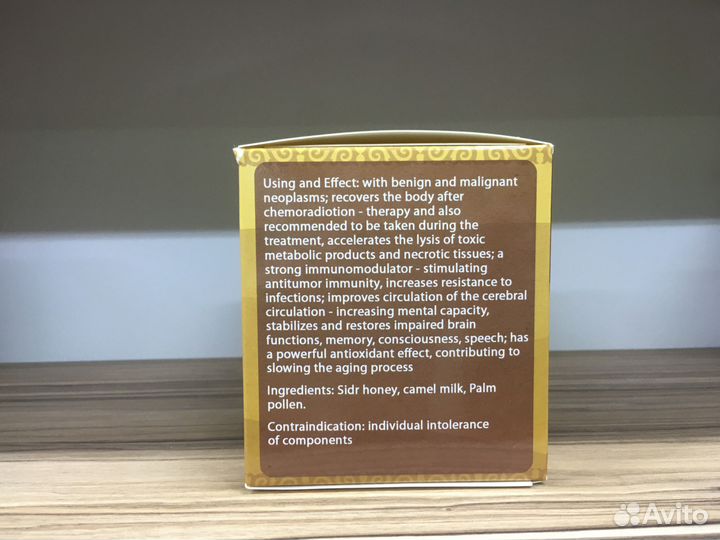 Using and Effect: with benign and malignant
neoplasms; recovers the body after
chemoradiotion - therapy and also
recommended to be taken during the
treatment, accelerates the lysis of toxic
metabolic products and necrotic tissues; a
strong immunomodulator - stimulating
antitumor immunity, increases resistance to
infections; improves circulation of the cerebral
circulation - increasing mental capacity,
stabilizes and restores impaired brain
functions, memory, consciousness, speech; has
a powerful antioxidant effect, contributing to
slowing the aging process
Ingredients: Sidr honey, camel milk, Palm
pollen.
Contraindication: individual intolerance
of components
Avito